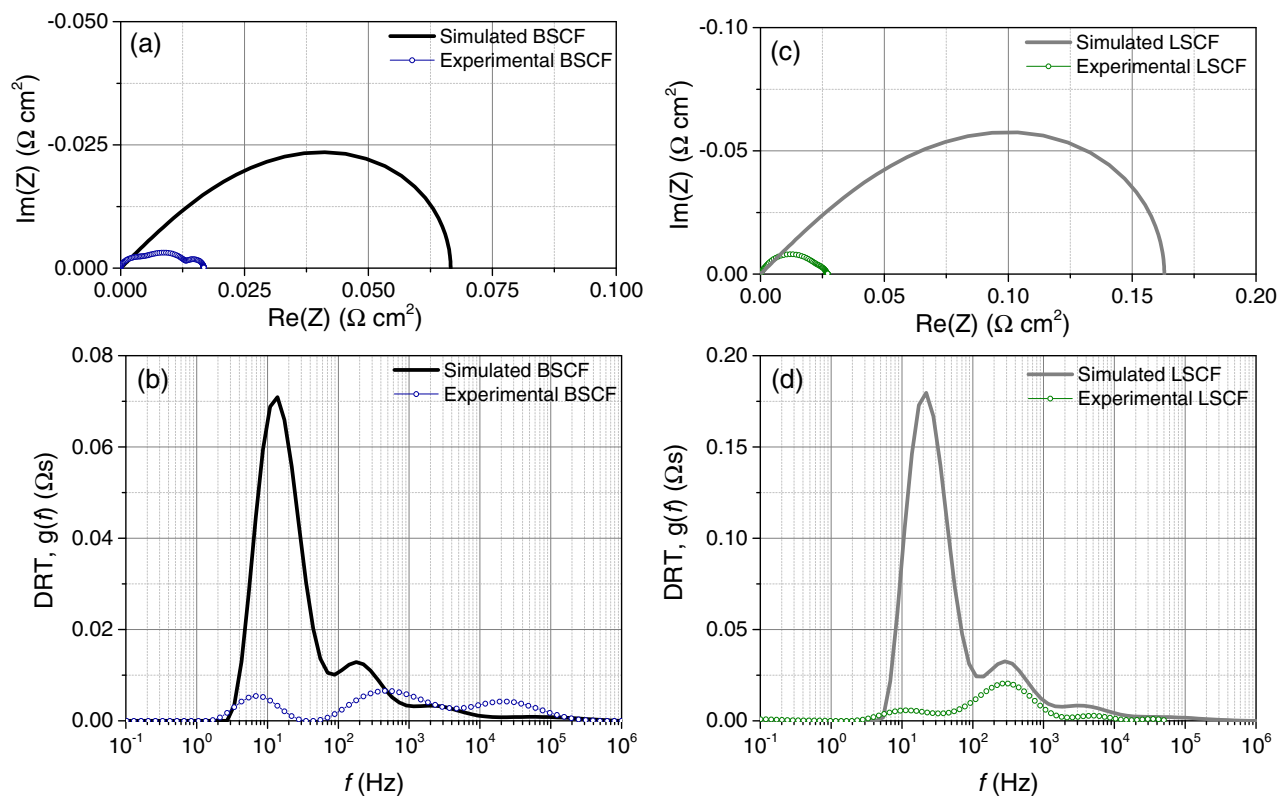 (a)
Simulated BSCF
Experimental BSCF
-0.050
-0.025
0.000
Im(Z) (Ω cm²)
0.000 0.025 0.050 0.075 0.100
Re(Z) (Ω cm²)
(c)
Simulated LSCF
Experimental LSCF
-0.10
-0.05
0.00
Im(Z) (Ω cm²)
0.00 0.05 0.10 0.15 0.20
Re(Z) (Ω cm²)
(b)
Simulated BSCF
Experimental BSCF
0.08
0.06
0.04
0.02
0.00
DRT, g(f) (Ωs)
10⁻¹ 10⁰ 10¹ 10² 10³ 10⁴ 10⁵ 10⁶
f (Hz)
(d)
Simulated LSCF
Experimental LSCF
0.20
0.15
0.10
0.05
0.00
DRT, g(f) (Ωs)
10⁻¹ 10⁰ 10¹ 10² 10³ 10⁴ 10⁵ 10⁶
f (Hz)